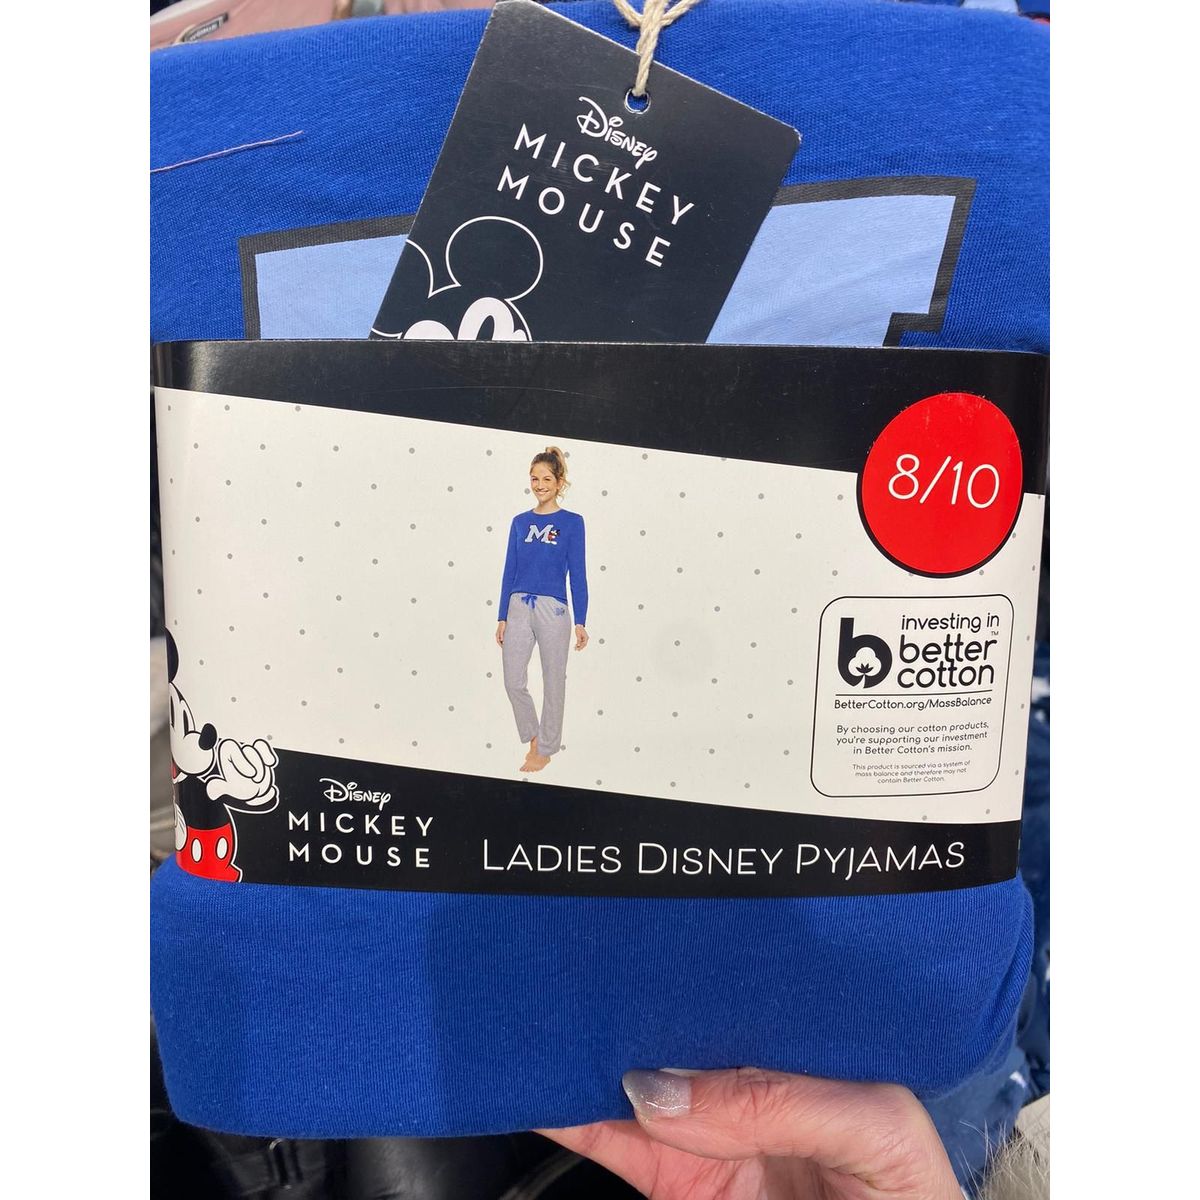 Disney
MICKEY
MOUSE
8/10
M
investing in
better™
cotton
BetterCotton.org/MassBalance
By choosing our cotton products,
you're supporting our investment
in Better Cotton's mission.
This product is sourced via a system of
mass balance and therefore may not
contain Better Cotton.
Disney
MICKEY
MOUSE
LADIES DISNEY PYJAMAS